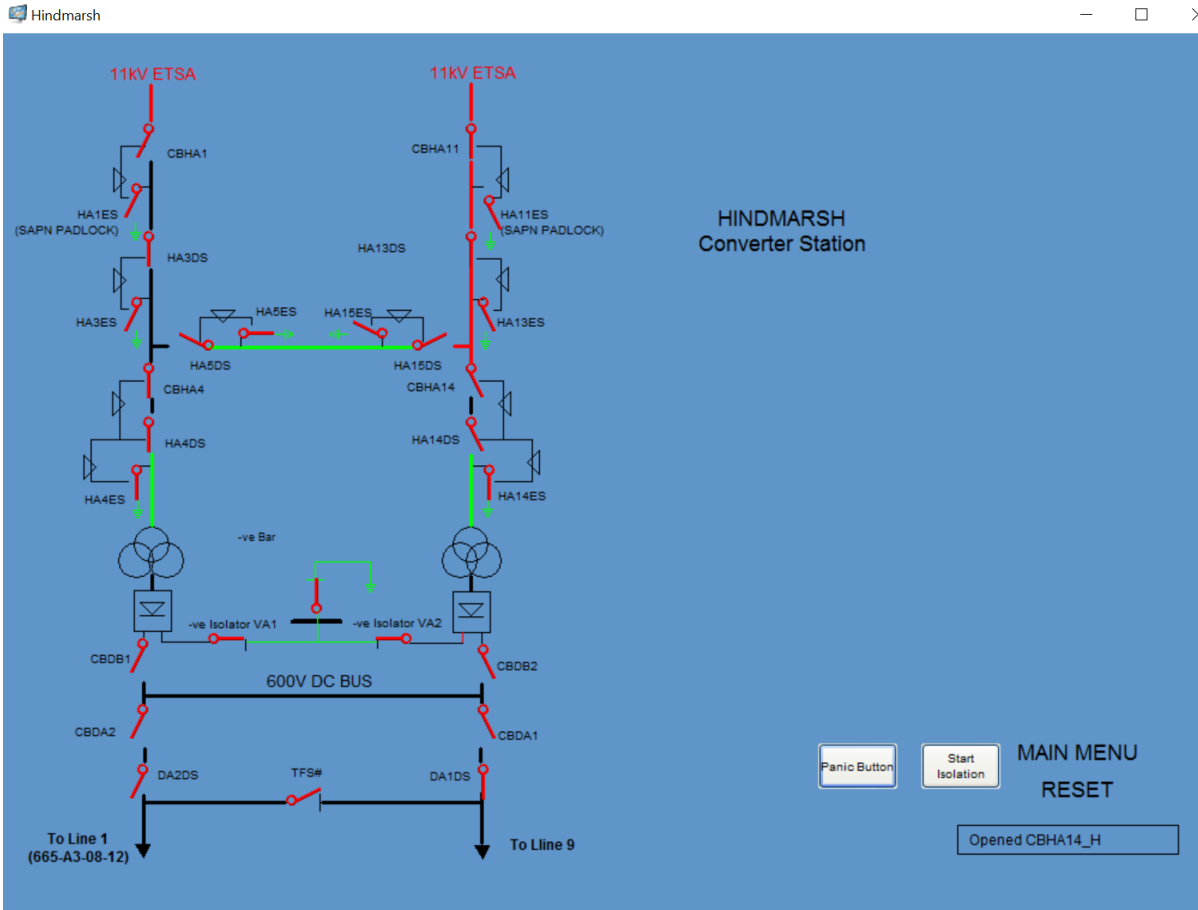 Hindmarsh
11kV ETSA
11kV ETSA
CBHA1
CBHA11
HA1ES
(SAPN PADLOCK)
HA11ES
(SAPN PADLOCK)
HINDMARSH
Converter Station
HA3DS
HA13DS
HA3ES
HA5ES
HA15ES
HA13ES
HA5DS
HA15DS
CBHA4
CBHA14
HA4DS
HA14DS
HA4ES
HA14ES
-ve Bar
-ve Isolator VA1
-ve Isolator VA2
CBDB1
CBDB2
600V DC BUS
CBDA2
CBDA1
DA2DS
TFS#
DA1DS
Panic Button
Start
Isolation
MAIN MENU
RESET
To Line 1
(665-A3-08-12)
To Lline 9
Opened CBHA14_H